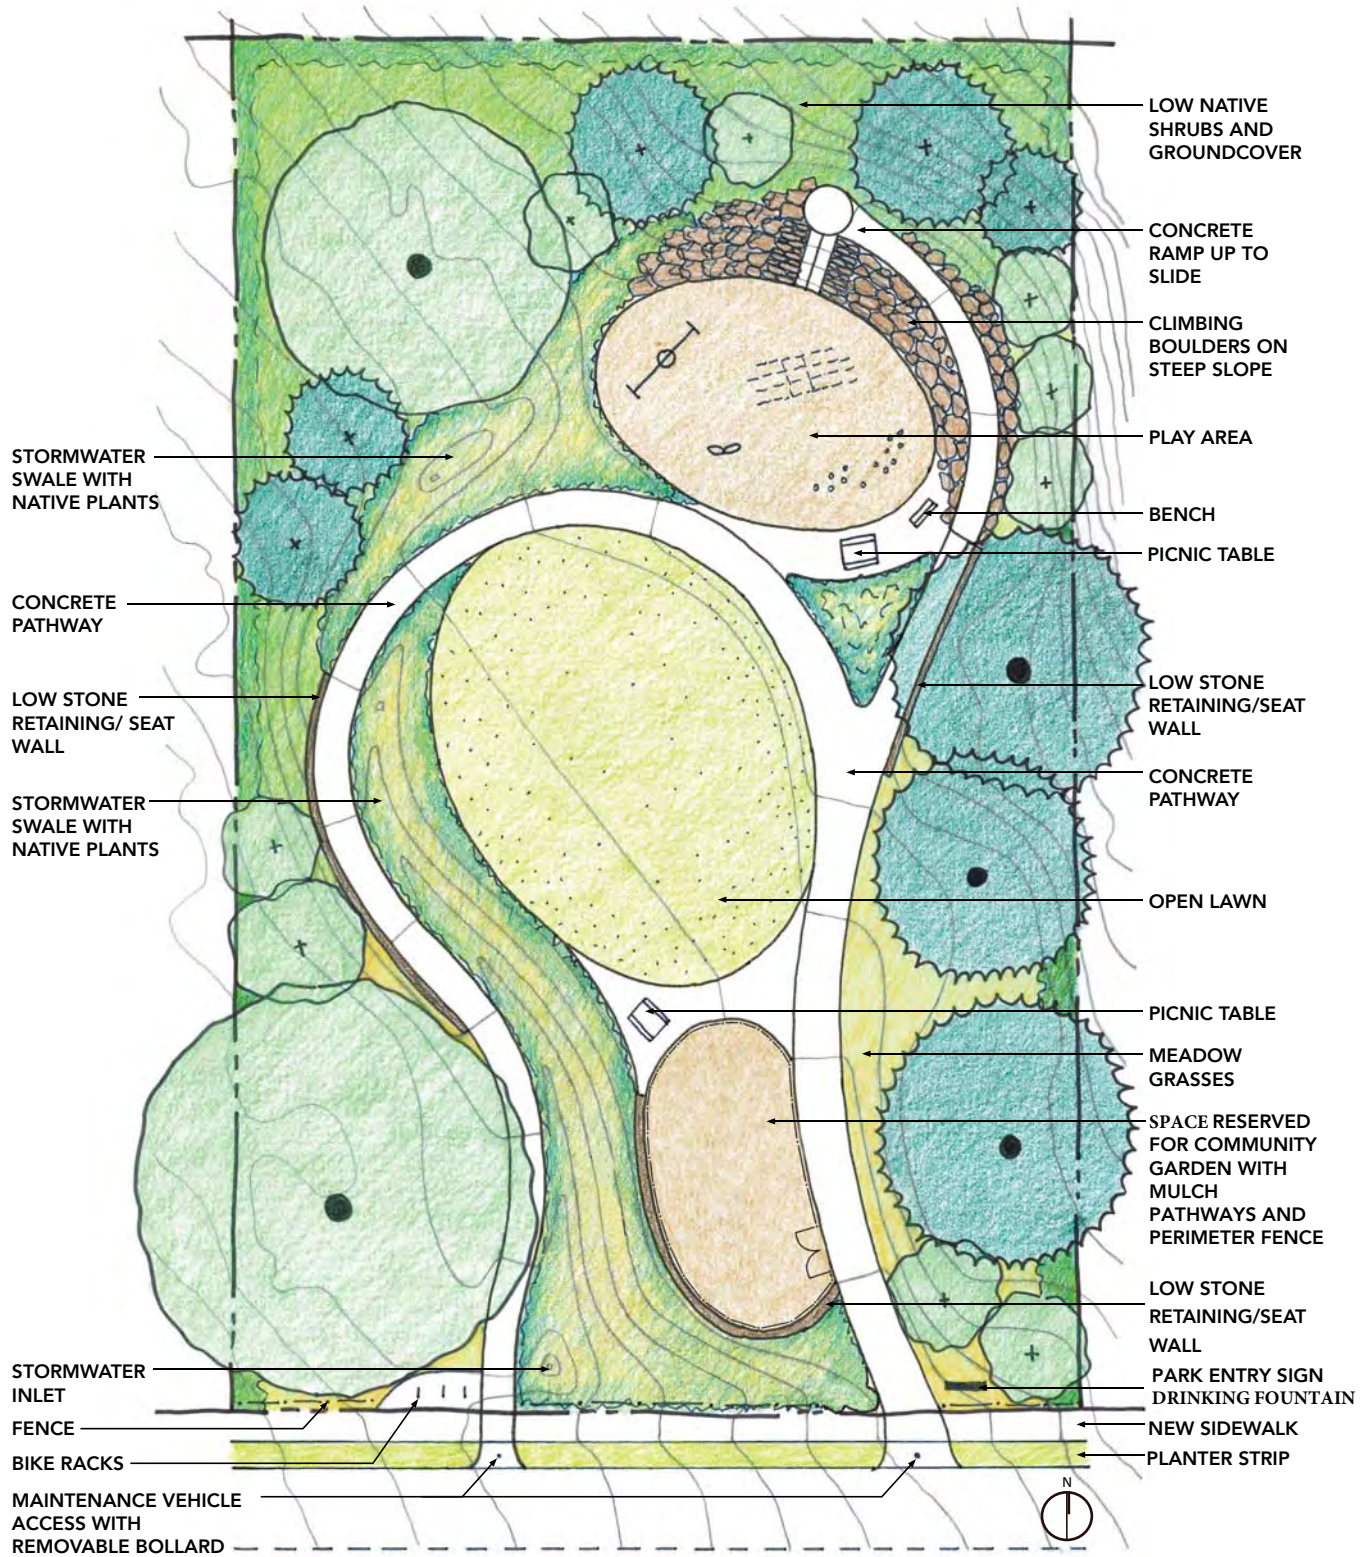 LOW NATIVE
SHRUBS AND
GROUNDCOVER
CONCRETE
RAMP UP TO
SLIDE
CLIMBING
BOULDERS ON
STEEP SLOPE
PLAY AREA
STORMWATER
SWALE WITH
NATIVE PLANTS
BENCH
PICNIC TABLE
CONCRETE
PATHWAY
LOW STONE
RETAINING/ SEAT
WALL
LOW STONE
RETAINING/SEAT
WALL
CONCRETE
PATHWAY
STORMWATER
SWALE WITH
NATIVE PLANTS
OPEN LAWN
PICNIC TABLE
MEADOW
GRASSES
SPACE RESERVED
FOR COMMUNITY
GARDEN WITH
MULCH
PATHWAYS AND
PERIMETER FENCE
LOW STONE
RETAINING/SEAT
WALL
STORMWATER
INLET
PARK ENTRY SIGN
DRINKING FOUNTAIN
FENCE
NEW SIDEWALK
BIKE RACKS
PLANTER STRIP
N
MAINTENANCE VEHICLE
ACCESS WITH
REMOVABLE BOLLARD